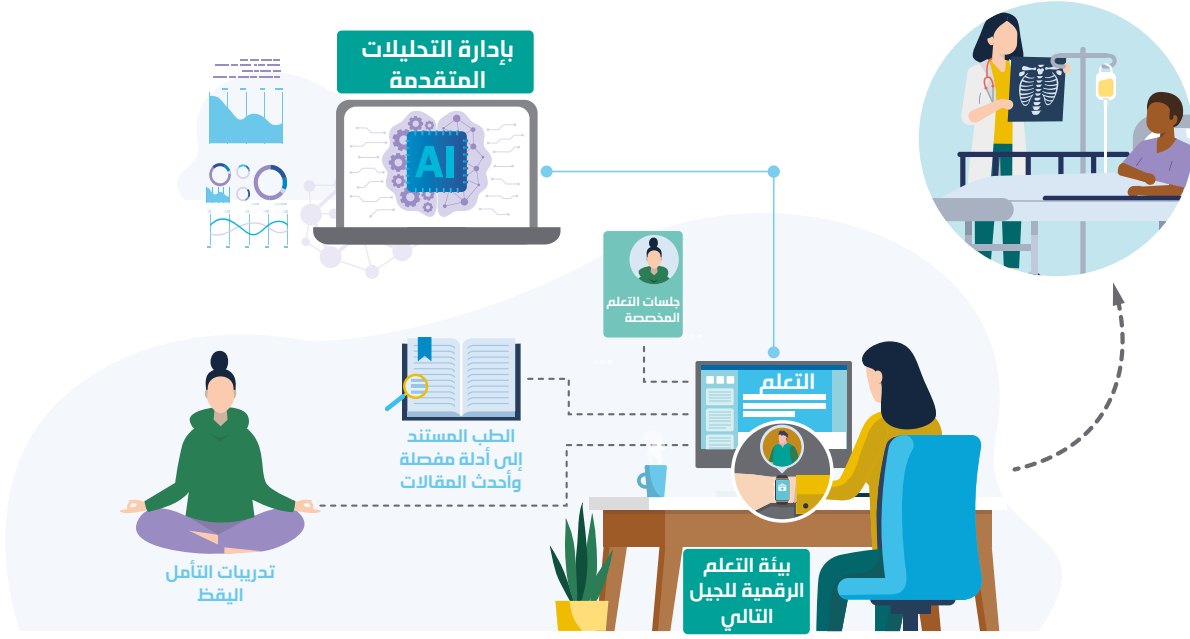 بإدارة التحليلات
المتقدمة
AI
جلسات التعلم
المخصصة
التعلم
الطب المستند
إلى أدلة مفصلة
وأحدث المقالات
تدريبات التأمل
اليقظ
بيئة التعلم
الرقمية للجيل
التالي